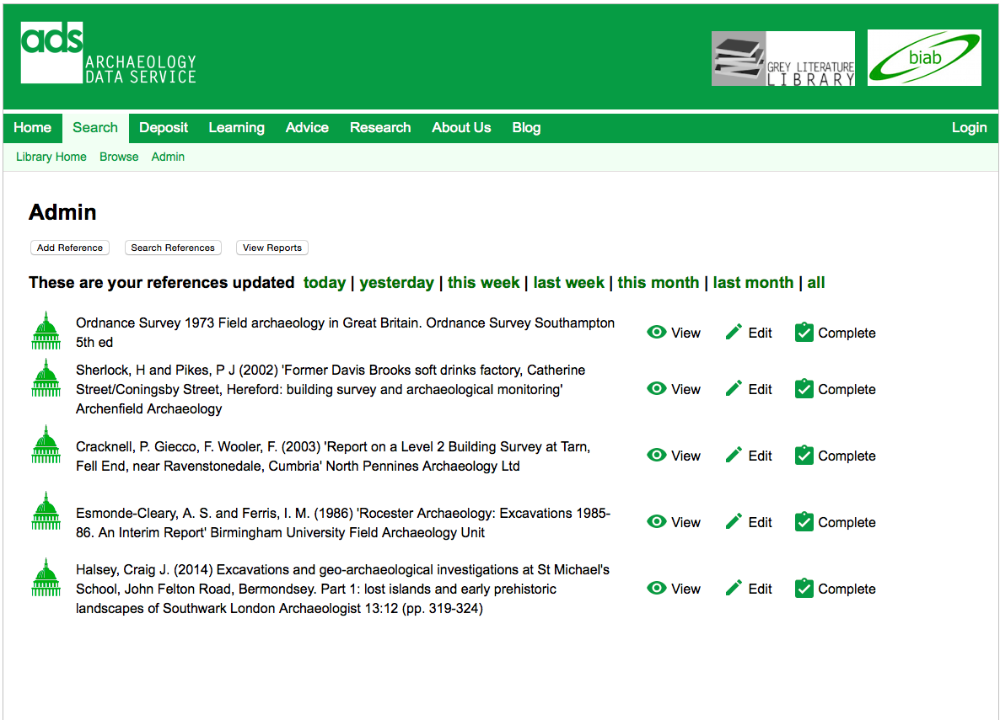 ads
ARCHAEOLOGY
DATA SERVICE
GREY LITERATURE
LIBRARY
biab
Home Search Deposit Learning Advice Research About Us Blog Login
Library Home Browse Admin
Admin
Add Reference Search References View Reports
These are your references updated today | yesterday | this week | last week | this month | last month | all
Ordnance Survey 1973 Field archaeology in Great Britain. Ordnance Survey Southampton
5th ed
View Edit Complete
Sherlock, H and Pikes, P J (2002) 'Former Davis Brooks soft drinks factory, Catherine
Street/Coningsby Street, Hereford: building survey and archaeological monitoring'
Archenfield Archaeology
View Edit Complete
Cracknell, P. Giecco, F. Wooler, F. (2003) 'Report on a Level 2 Building Survey at Tarn,
Fell End, near Ravenstonedale, Cumbria' North Pennines Archaeology Ltd
View Edit Complete
Esmonde-Cleary, A. S. and Ferris, I. M. (1986) 'Rocester Archaeology: Excavations 1985-
86. An Interim Report' Birmingham University Field Archaeology Unit
View Edit Complete
Halsey, Craig J. (2014) Excavations and geo-archaeological investigations at St Michael's
School, John Felton Road, Bermondsey. Part 1: lost islands and early prehistoric
landscapes of Southwark London Archaeologist 13:12 (pp. 319-324)
View Edit Complete